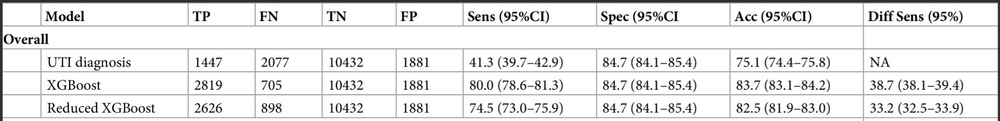 Model TP FN TN FP Sens (95%CI) Spec (95%CI Acc (95%CI) Diff Sens (95%)
Overall
UTI diagnosis 1447 2077 10432 1881 41.3 (39.7–42.9) 84.7 (84.1–85.4) 75.1 (74.4–75.8) NA
XGBoost 2819 705 10432 1881 80.0 (78.6–81.3) 84.7 (84.1–85.4) 83.7 (83.1–84.2) 38.7 (38.1–39.4)
Reduced XGBoost 2626 898 10432 1881 74.5 (73.0–75.9) 84.7 (84.1–85.4) 82.5 (81.9–83.0) 33.2 (32.5–33.9)